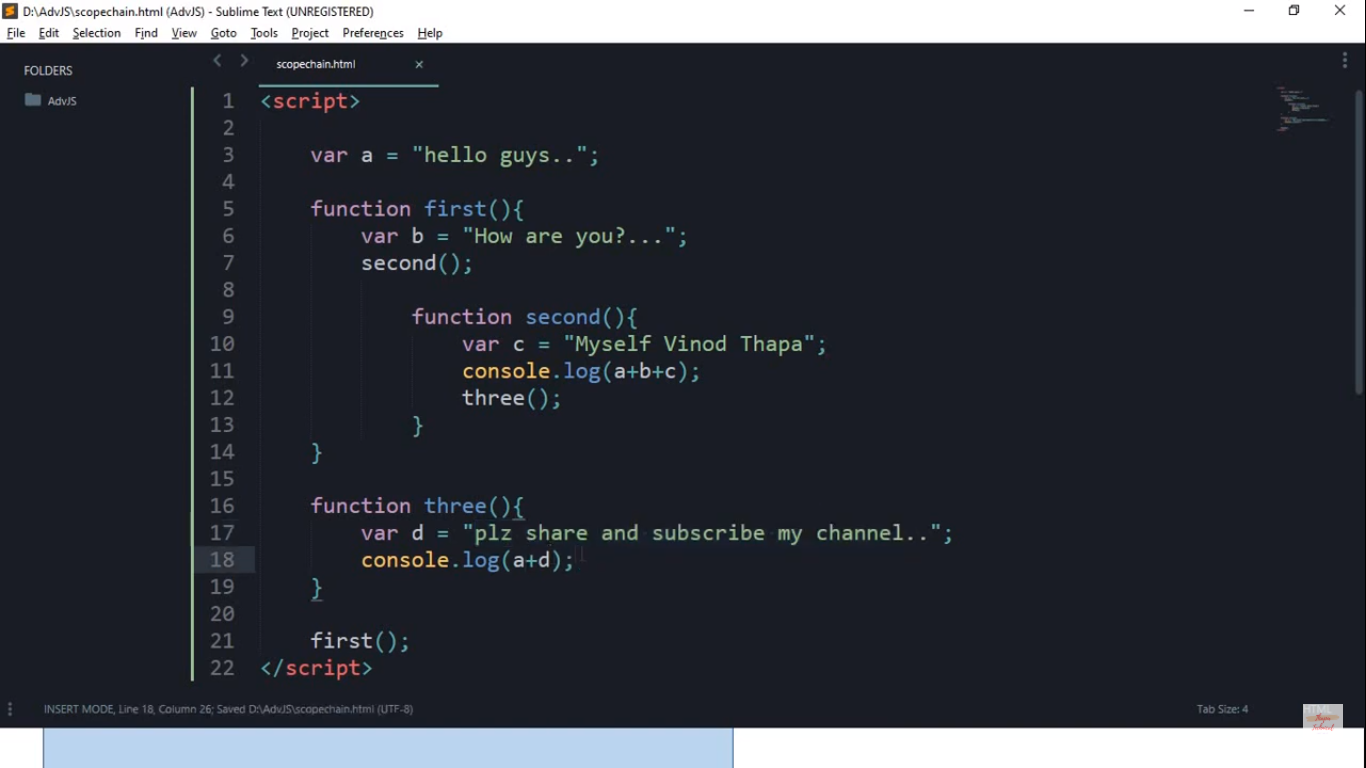 D:\AdvJS\scopechain.html (AdvJS) - Sublime Text (UNREGISTERED)
File Edit Selection Find View Goto Tools Project Preferences Help
FOLDERS
AdvJS
scopechain.html ×
1 <script>
2
3 var a = "hello guys..";
4
5 function first(){
6 var b = "How are you?...";
7 second();
8
9 function second(){
10 var c = "Myself Vinod Thapa";
11 console.log(a+b+c);
12 three();
13 }
14 }
15
16 function three(){
17 var d = "plz share and subscribe my channel..";
18 console.log(a+d);
19 }
20
21 first();
22 </script>
INSERT MODE, Line 18, Column 26; Saved D:\AdvJS\scopechain.html (UTF-8)
Tab Size: 4
HTML